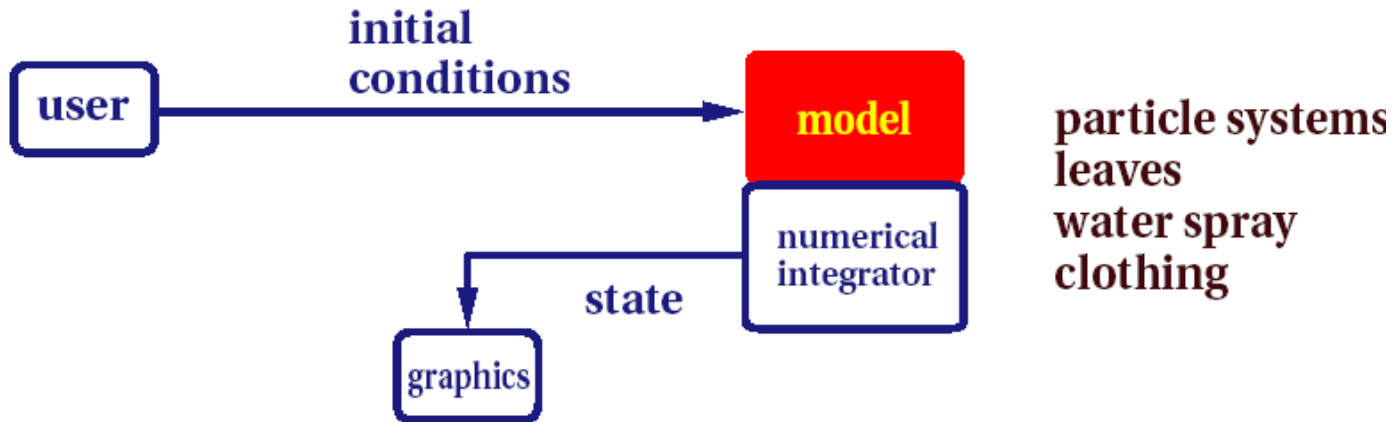 initial
conditions
user
model
particle systems
leaves
water spray
clothing
numerical
integrator
state
graphics